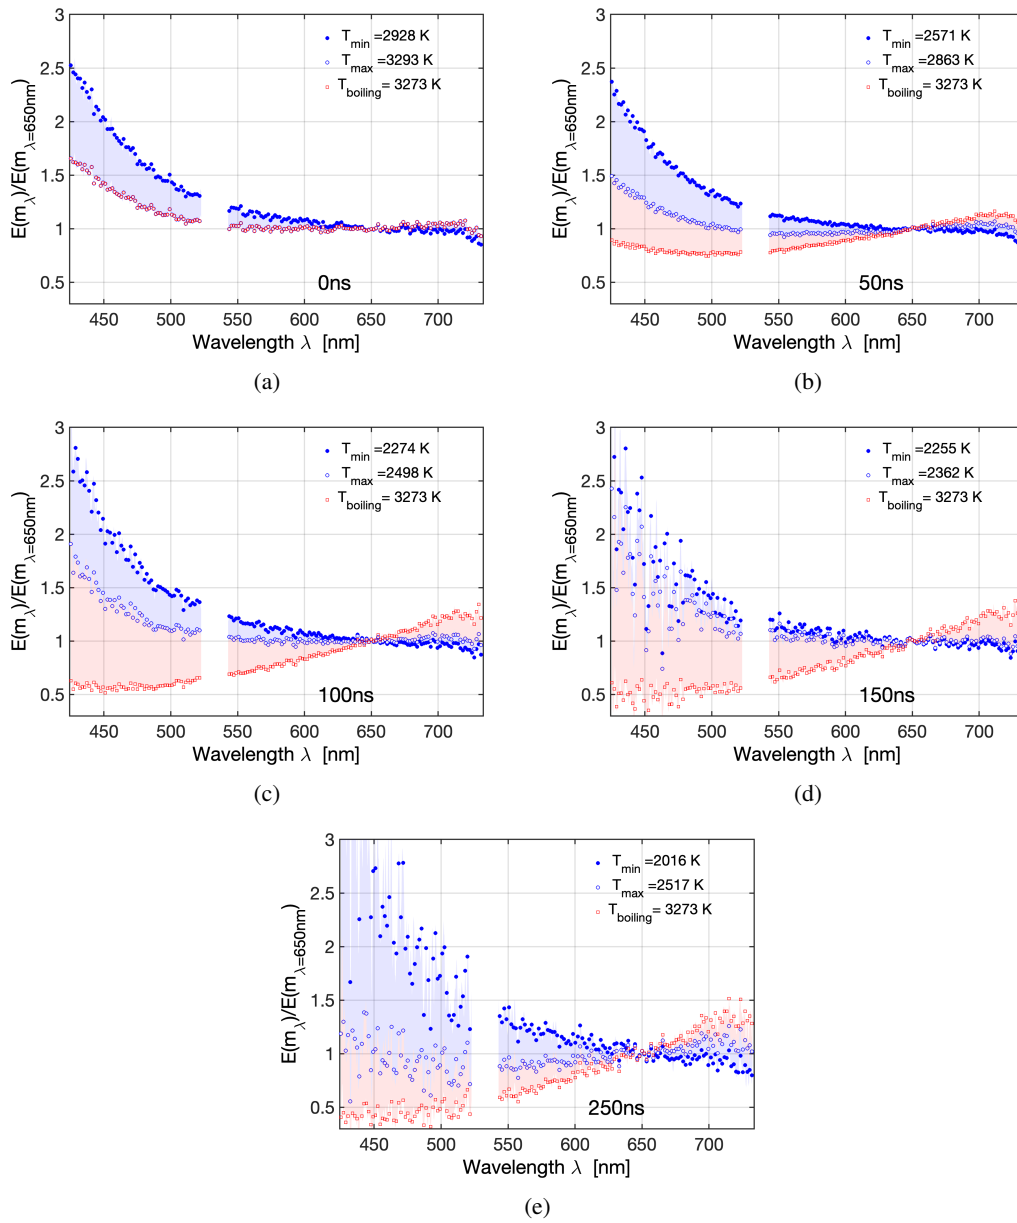 3
2.5
2
1.5
1
0.5
E(m_λ)/E(m_λ=650nm)
T_min =2928 K
T_max =3293 K
T_boiling = 3273 K
0ns
450 500 550 600 650 700
Wavelength λ [nm]
(a)
3
2.5
2
1.5
1
0.5
E(m_λ)/E(m_λ=650nm)
T_min =2571 K
T_max =2863 K
T_boiling = 3273 K
50ns
450 500 550 600 650 700
Wavelength λ [nm]
(b)
3
2.5
2
1.5
1
0.5
E(m_λ)/E(m_λ=650nm)
T_min =2274 K
T_max =2498 K
T_boiling = 3273 K
100ns
450 500 550 600 650 700
Wavelength λ [nm]
(c)
3
2.5
2
1.5
1
0.5
E(m_λ)/E(m_λ=650nm)
T_min =2255 K
T_max =2362 K
T_boiling = 3273 K
150ns
450 500 550 600 650 700
Wavelength λ [nm]
(d)
3
2.5
2
1.5
1
0.5
E(m_λ)/E(m_λ=650nm)
T_min =2016 K
T_max =2517 K
T_boiling = 3273 K
250ns
450 500 550 600 650 700
Wavelength λ [nm]
(e)